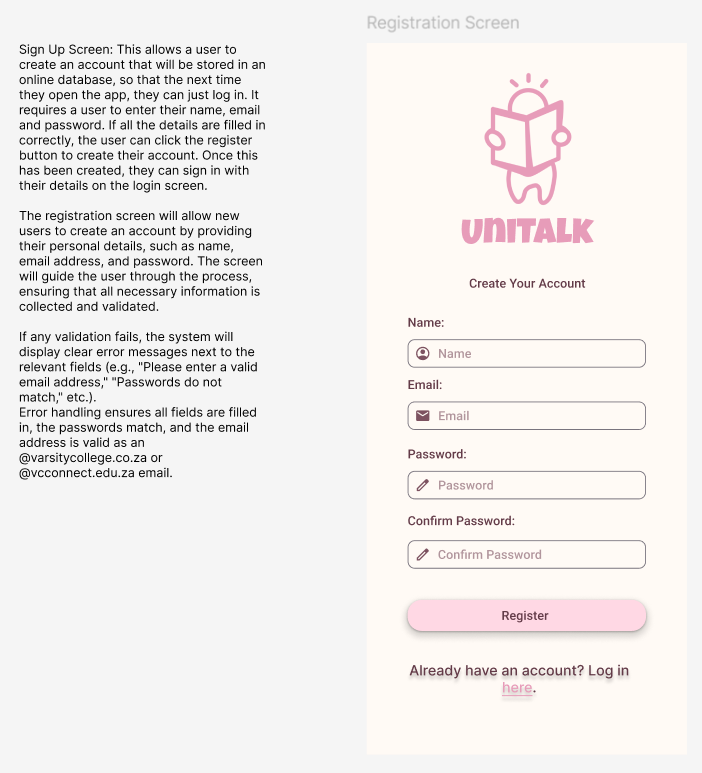 Registration Screen
Sign Up Screen: This allows a user to
create an account that will be stored in an
online database, so that the next time
they open the app, they can just log in. It
requires a user to enter their name, email
and password. If all the details are filled in
correctly, the user can click the register
button to create their account. Once this
has been created, they can sign in with
their details on the login screen.
The registration screen will allow new
users to create an account by providing
their personal details, such as name,
email address, and password. The screen
will guide the user through the process,
ensuring that all necessary information is
collected and validated.
If any validation fails, the system will
display clear error messages next to the
relevant fields (e.g., "Please enter a valid
email address," "Passwords do not
match," etc.).
Error handling ensures all fields are filled
in, the passwords match, and the email
address is valid as an
@varsitycollege.co.za or
@vcconnect.edu.za email.
UNITALK
Create Your Account
Name:
Name
Email:
Email
Password:
Password
Confirm Password:
Confirm Password
Register
Already have an account? Log in
here.